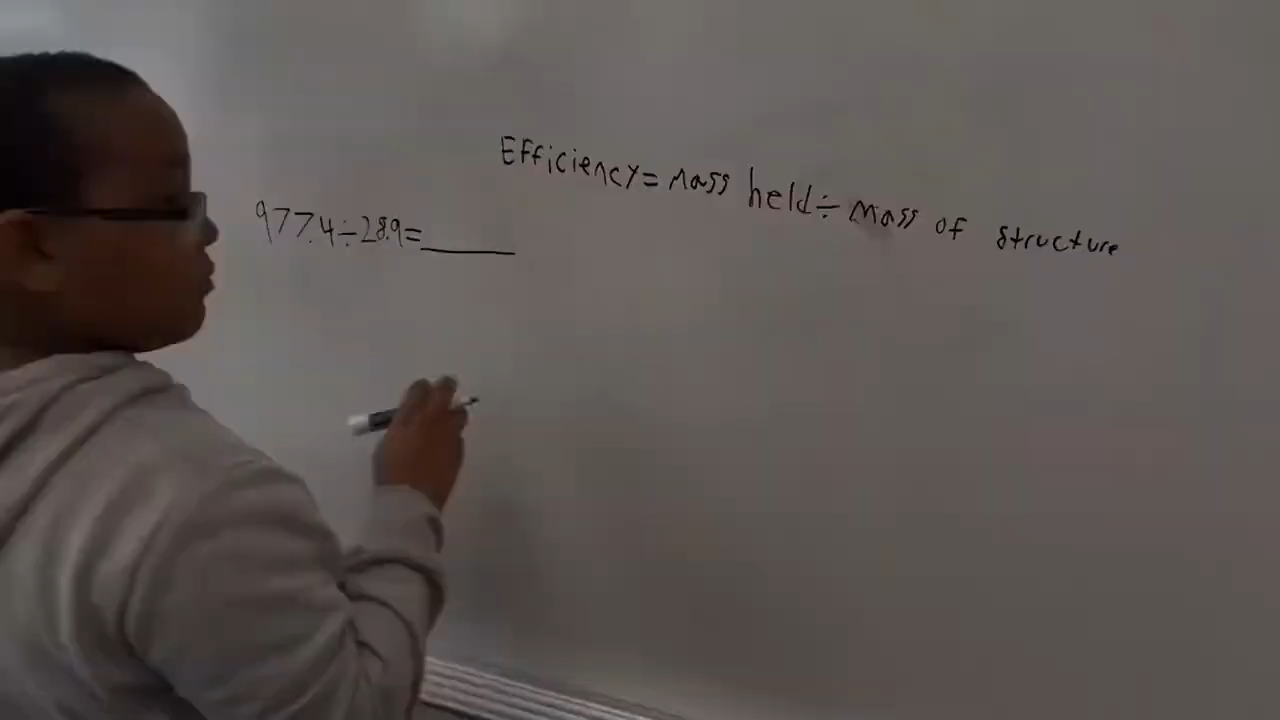 Efficiency = Mass held ÷ Mass of structure
977.4÷28.9=______